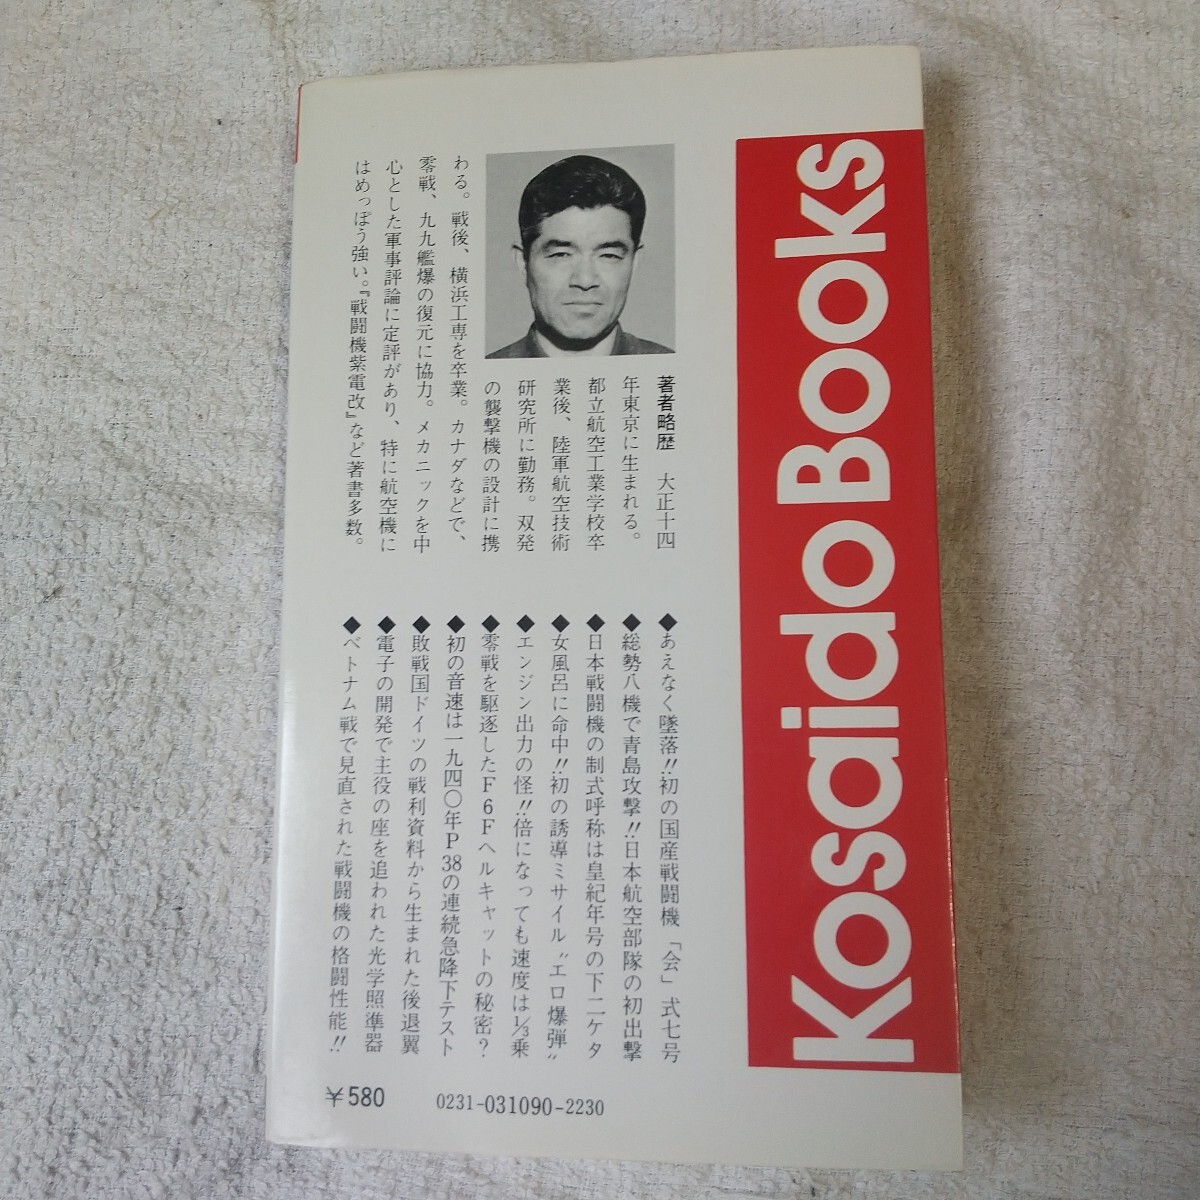 Kosaido Books
著者略歴 大正十四
年東京に生まれる。
都立航空工業学校卒
業後、陸軍航空技術
研究所に勤務。双発
の襲撃機の設計に携
わる。戦後、横浜工専を卒業。カナダなどで、
零戦、九九艦爆の復元に協力。メカニックを中
心とした軍事評論に定評があり、特に航空機に
はめっぽう強い。『戦闘機紫電改』など著書多数。
◆あえなく墜落!!初の国産戦闘機「会」式七号
◆総勢八機で青島攻撃!!日本航空部隊の初出撃
◆日本戦闘機の制式呼称は皇紀年号の下二ケタ
◆女風呂に命中!!初の誘導ミサイル〝エロ爆弾〟
◆エンジン出力の怪!!倍になっても速度は1/3乗
◆零戦を駆逐したF6Fヘルキャットの秘密?
◆初の音速は一九四〇年P38の連続急降下テスト
◆敗戦国ドイツの戦利資料から生まれた後退翼
◆電子の開発で主役の座を追われた光学照準器
◆ベトナム戦で見直された戦闘機の格闘性能!!
¥580
0231-031090-2230